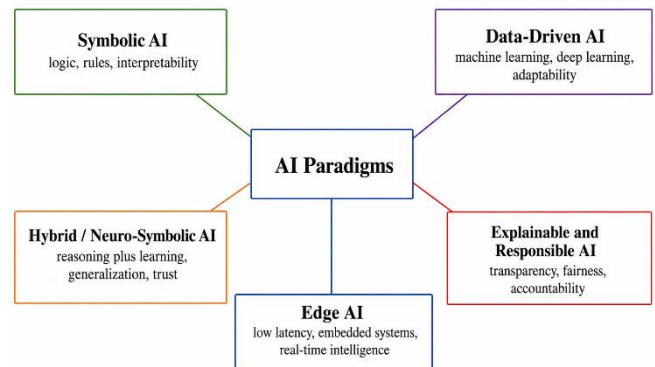 Symbolic AI
logic, rules, interpretability
Data-Driven AI
machine learning, deep learning,
adaptability
AI Paradigms
Hybrid / Neuro-Symbolic AI
reasoning plus learning,
generalization, trust
Explainable and
Responsible AI
transparency, fairness,
accountability
Edge AI
low latency, embedded systems,
real-time intelligence